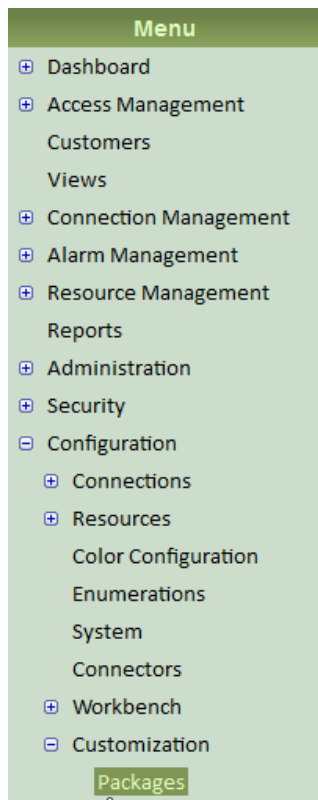 Menu
Dashboard
Access Management
Customers
Views
Connection Management
Alarm Management
Resource Management
Reports
Administration
Security
Configuration
Connections
Resources
Color Configuration
Enumerations
System
Connectors
Workbench
Customization
Packages